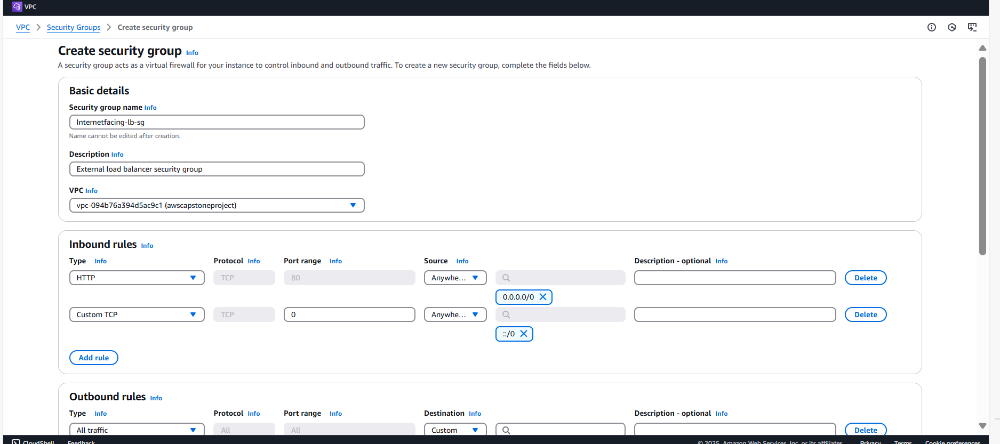 VPC
VPC > Security Groups > Create security group
Create security group Info
A security group acts as a virtual firewall for your instance to control inbound and outbound traffic. To create a new security group, complete the fields below.
Basic details
Security group name Info
Internetfacing-lb-sg
Name cannot be edited after creation.
Description Info
External load balancer security group
VPC Info
vpc-094b76a394d5ac9c1 (awscapstoneproject)
Inbound rules Info
Type Info Protocol Info Port range Info Source Info Description - optional Info
HTTP TCP 80 Anywhe... Delete
0.0.0.0/0
Custom TCP TCP 0 Anywhe... Delete
::/0
Add rule
Outbound rules Info
Type Info Protocol Info Port range Info Destination Info Description - optional Info
All traffic All All Custom Delete
CloudShell Feedback © 2025, Amazon Web Services, Inc. or its affiliates. Privacy Terms Cookie preferences